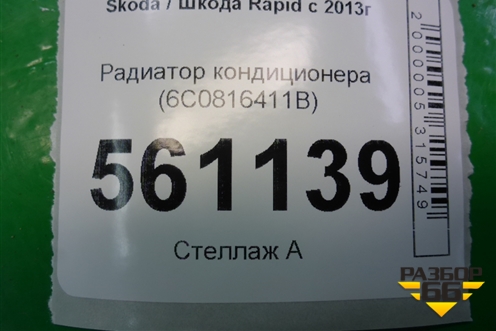 Skoda / Шкода Rapid с 2013г
Радиатор кондиционера
(6C0816411B)
561139
Стеллаж А
2000005315749
РАЗБОР
66